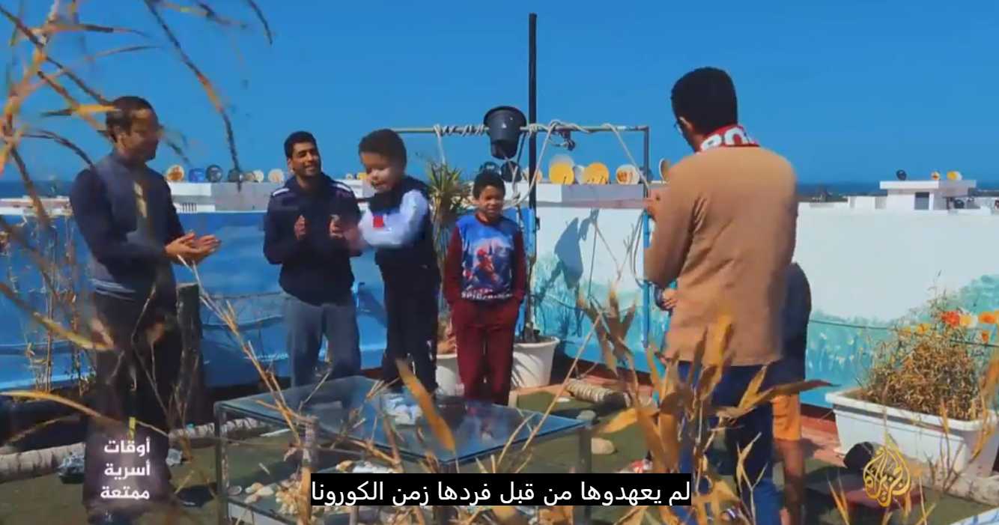 أوقات
أسرية
ممتعة
لم يعهدوها من قبل فردها زمن الكورونا